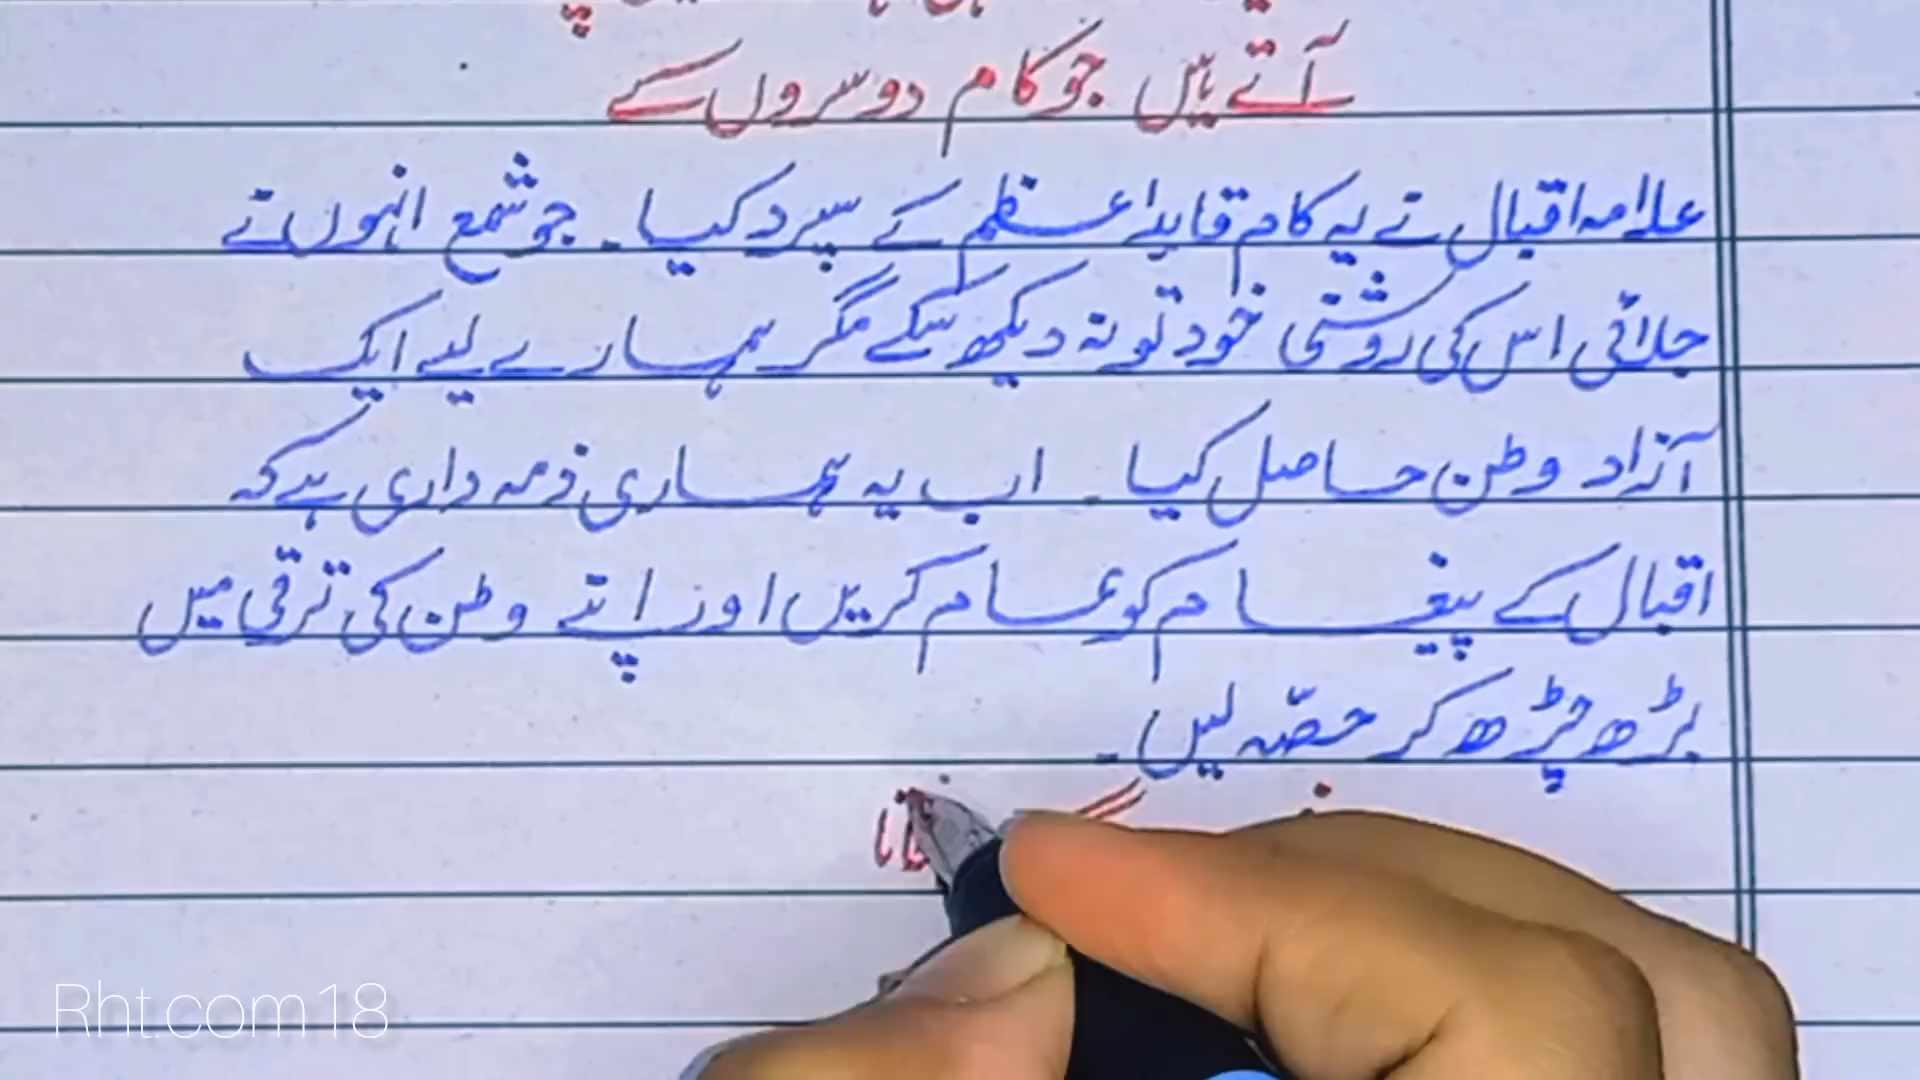 آتے ہیں جو کام دوسروں کے
علامہ اقبال نے یہ کام قائداعظم کے سپرد کیا۔ جو شمع انہوں نے
جلائی اس کی روشنی خود تو نہ دیکھ سکے مگر ہمارے لیے ایک
آزاد وطن حاصل کیا۔ اب یہ ہماری ذمہ داری ہے کہ
اقبال کے پیغام کو عام کریں اور اپنے وطن کی ترقی میں
بڑھ چڑھ کر حصّہ لیں۔
Rht.com18